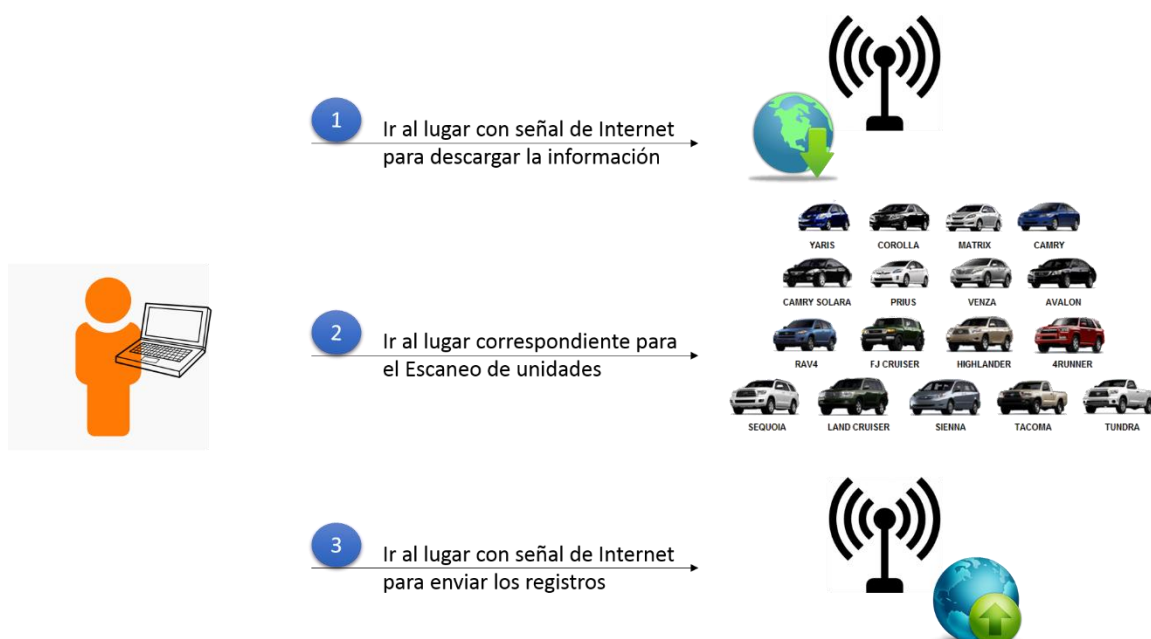 1
Ir al lugar con señal de Internet
para descargar la información
YARIS COROLLA MATRIX CAMRY
CAMRY SOLARA PRIUS VENZA AVALON
2
Ir al lugar correspondiente para
el Escaneo de unidades
RAV4 FJ CRUISER HIGHLANDER 4RUNNER
SEQUOIA LAND CRUISER SIENNA TACOMA TUNDRA
3
Ir al lugar con señal de Internet
para enviar los registros